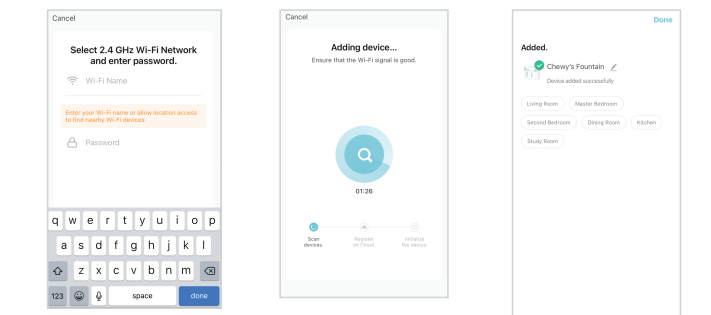 Cancel
Select 2.4 GHz Wi-Fi Network
and enter password.
Wi-Fi Name
Enter your Wi-Fi name or allow location access
to find nearby Wi-Fi devices.
Password
q w e r t y u i o p
a s d f g h j k l
z x c v b n m
123 space done
Cancel
Adding device...
Ensure that the Wi-Fi signal is good.
01:26
Scan
devices.
Register
on Cloud.
Initialize
the device.
Done
Added.
Chewy's Fountain
Device added successfully
Living Room Master Bedroom
Second Bedroom Dining Room Kitchen
Study Room